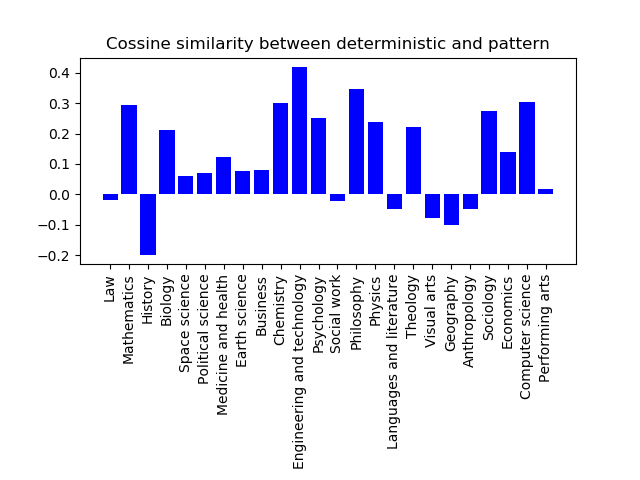 Cossine similarity between deterministic and pattern
0.4
0.3
0.2
0.1
0.0
−0.1
−0.2
Law
Mathematics
History
Biology
Space science
Political science
Medicine and health
Earth science
Business
Chemistry
Engineering and technology
Psychology
Social work
Philosophy
Physics
Languages and literature
Theology
Visual arts
Geography
Anthropology
Sociology
Economics
Computer science
Performing arts